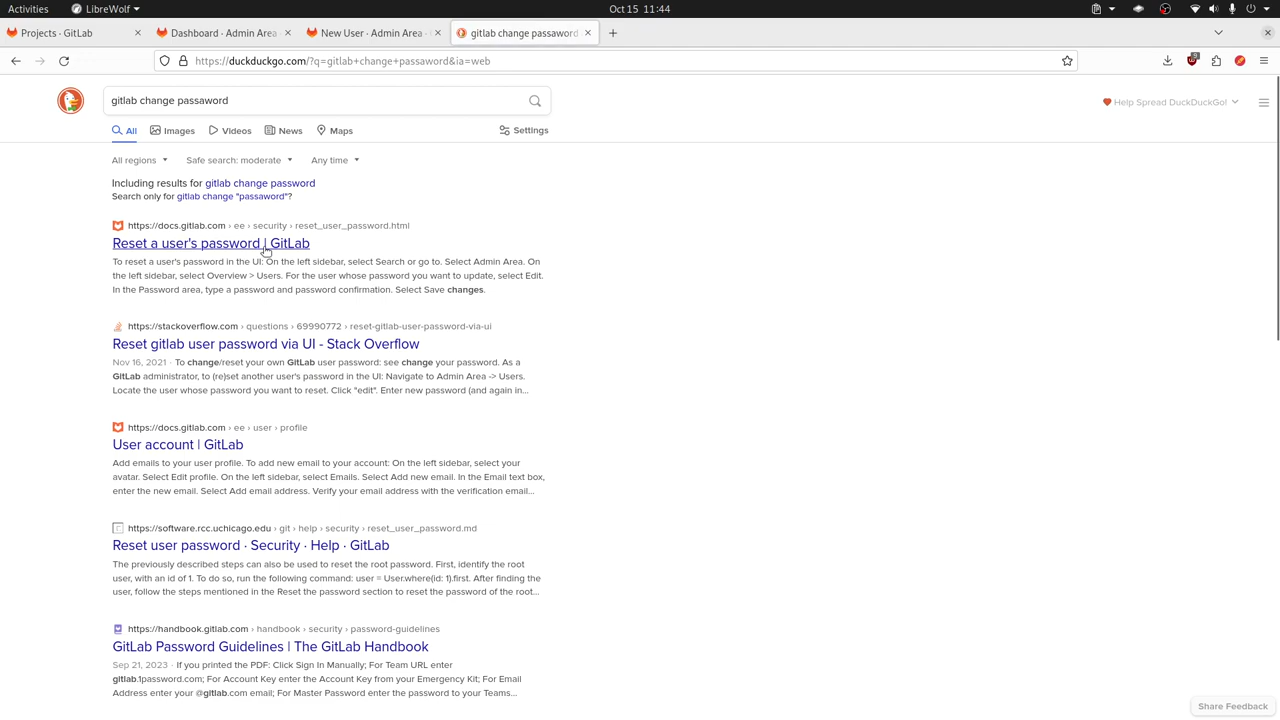 Activities LibreWolf Oct 15 11:44
Projects · GitLab Dashboard · Admin Area · New User · Admin Area · gitlab change passaword
https://duckduckgo.com/?q=gitlab+change+passaword&ia=web 9
gitlab change passaword Help Spread DuckDuckGo!
All Images Videos News Maps Settings
All regions Safe search: moderate Any time
Including results for gitlab change password
Search only for gitlab change "passaword"?
https://docs.gitlab.com › ee › security › reset_user_password.html
Reset a user's password | GitLab
To reset a user's password in the UI: On the left sidebar, select Search or go to. Select Admin Area. On
the left sidebar, select Overview > Users. For the user whose password you want to update, select Edit.
In the Password area, type a password and password confirmation. Select Save changes.
https://stackoverflow.com › questions › 69990772 › reset-gitlab-user-password-via-ui
Reset gitlab user password via UI - Stack Overflow
Nov 16, 2021 · To change/reset your own GitLab user password: see change your password. As a
GitLab administrator, to (re)set another user's password in the UI: Navigate to Admin Area -> Users.
Locate the user whose password you want to reset. Click "edit". Enter new password (and again in...
https://docs.gitlab.com › ee › user › profile
User account | GitLab
Add emails to your user profile. To add new email to your account: On the left sidebar, select your
avatar. Select Edit profile. On the left sidebar, select Emails. Select Add new email. In the Email text box,
enter the new email. Select Add email address. Verify your email address with the verification email...
https://software.rcc.uchicago.edu › git › help › security › reset_user_password.md
Reset user password · Security · Help · GitLab
The previously described steps can also be used to reset the root password. First, identify the root
user, with an id of 1. To do so, run the following command: user = User.where(id: 1).first. After finding the
user, follow the steps mentioned in the Reset the password section to reset the password of the root...
https://handbook.gitlab.com › handbook › security › password-guidelines
GitLab Password Guidelines | The GitLab Handbook
Sep 21, 2023 · If you printed the PDF: Click Sign In Manually; For Team URL enter
gitlab.1password.com; For Account Key enter the Account Key from your Emergency Kit; For Email
Address enter your @gitlab.com email; For Master Password enter the password to your Teams...
Share Feedback